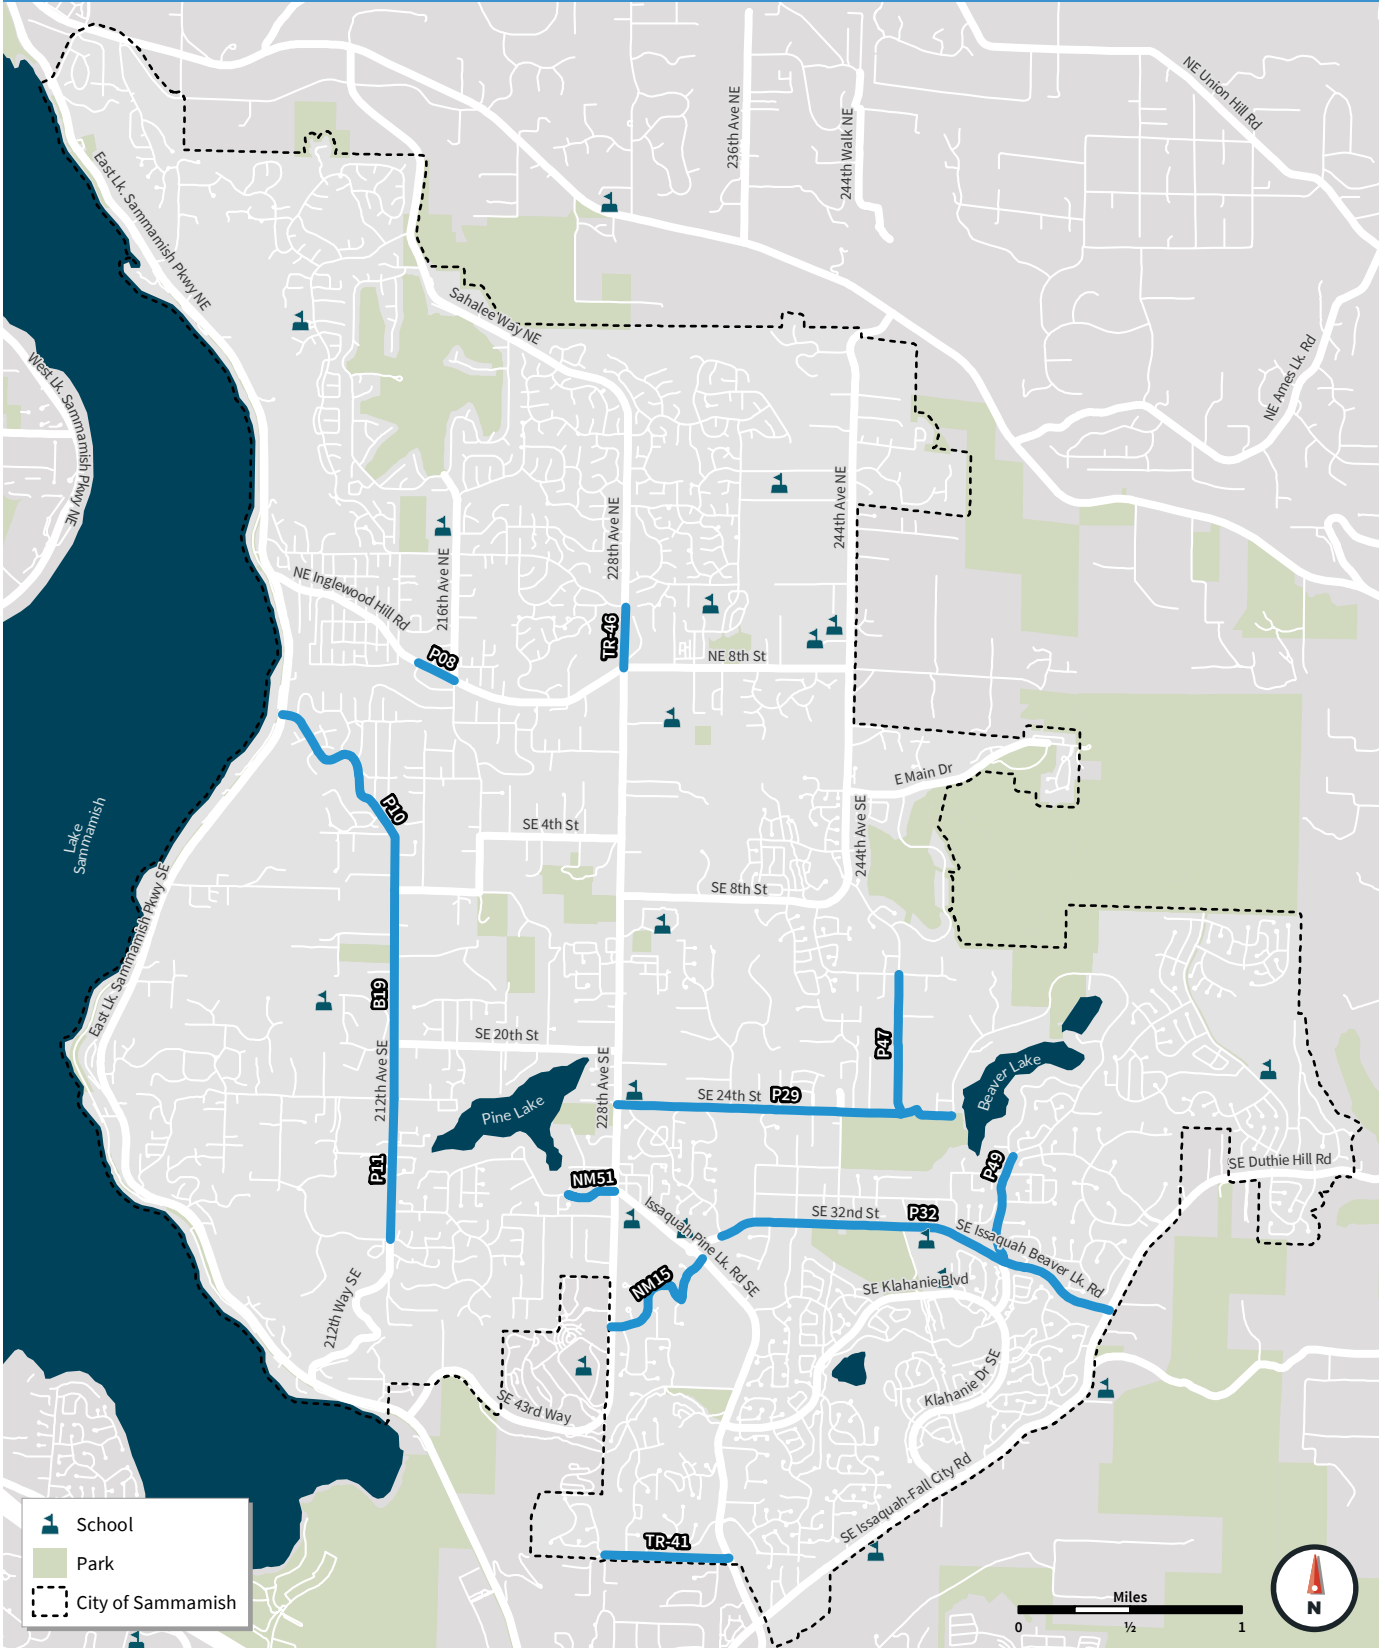 NE Union Hill Rd
236th Ave NE
244th Walk NE
East Lk. Sammamish Pkwy NE
Sahalee Way NE
West Lk. Sammamish Pkwy NE
NE Ames Lk. Rd
228th Ave NE
244th Ave NE
216th Ave NE
NE Inglewood Hill Rd
TR-46
P08
NE 8th St
E Main Dr
P10
Lake
Sammamish
SE 4th St
244th Ave SE
SE 8th St
East Lk. Sammamish Pkwy SE
B19
SE 20th St
P47
212th Ave SE
228th Ave SE
Pine Lake
Beaver Lake
SE 24th St
P29
P11
NM51
P49
SE Duthie Hill Rd
Issaquah-Pine Lk. Rd SE
SE 32nd St
P32
SE Issaquah Beaver Lk. Rd
NM15
SE Klahanie Blvd
212th Way SE
Klahanie Dr SE
SE 43rd Way
SE Issaquah-Fall City Rd
TR-41
School
Park
City of Sammamish
Miles
0
½
1
N